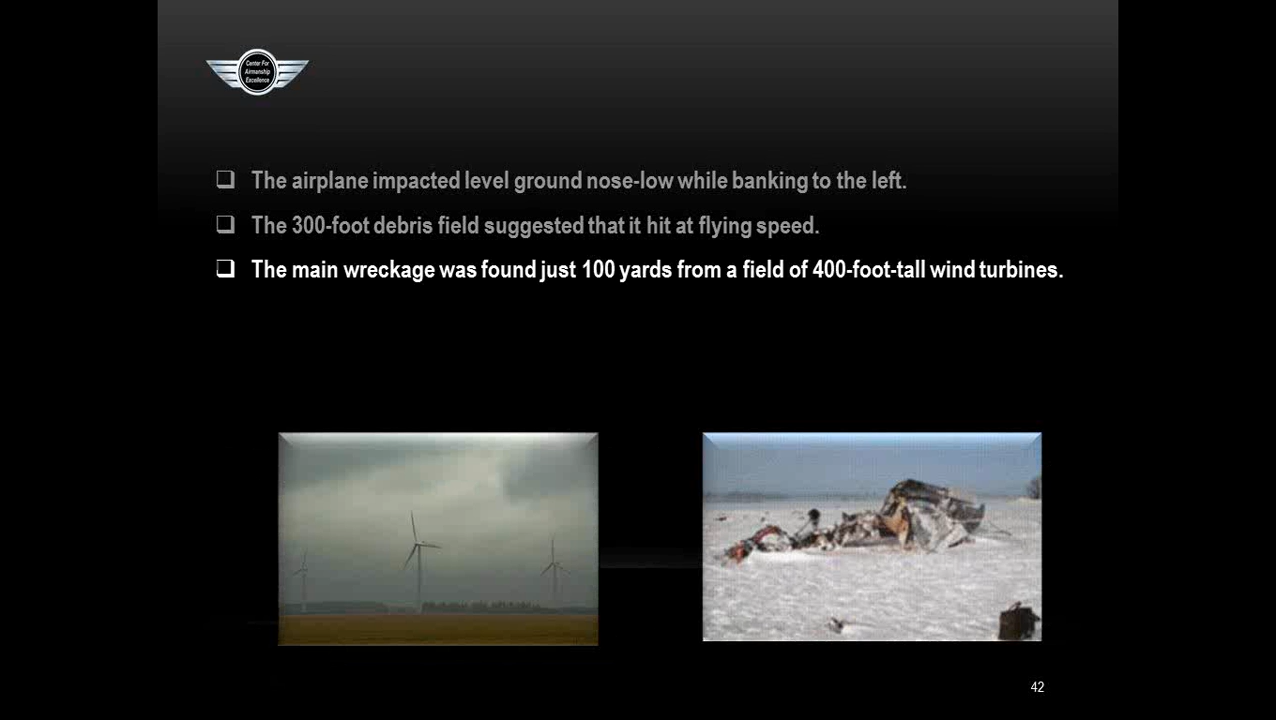 Center For
Airmanship
Excellence
The airplane impacted level ground nose-low while banking to the left.
The 300-foot debris field suggested that it hit at flying speed.
The main wreckage was found just 100 yards from a field of 400-foot-tall wind turbines.
42